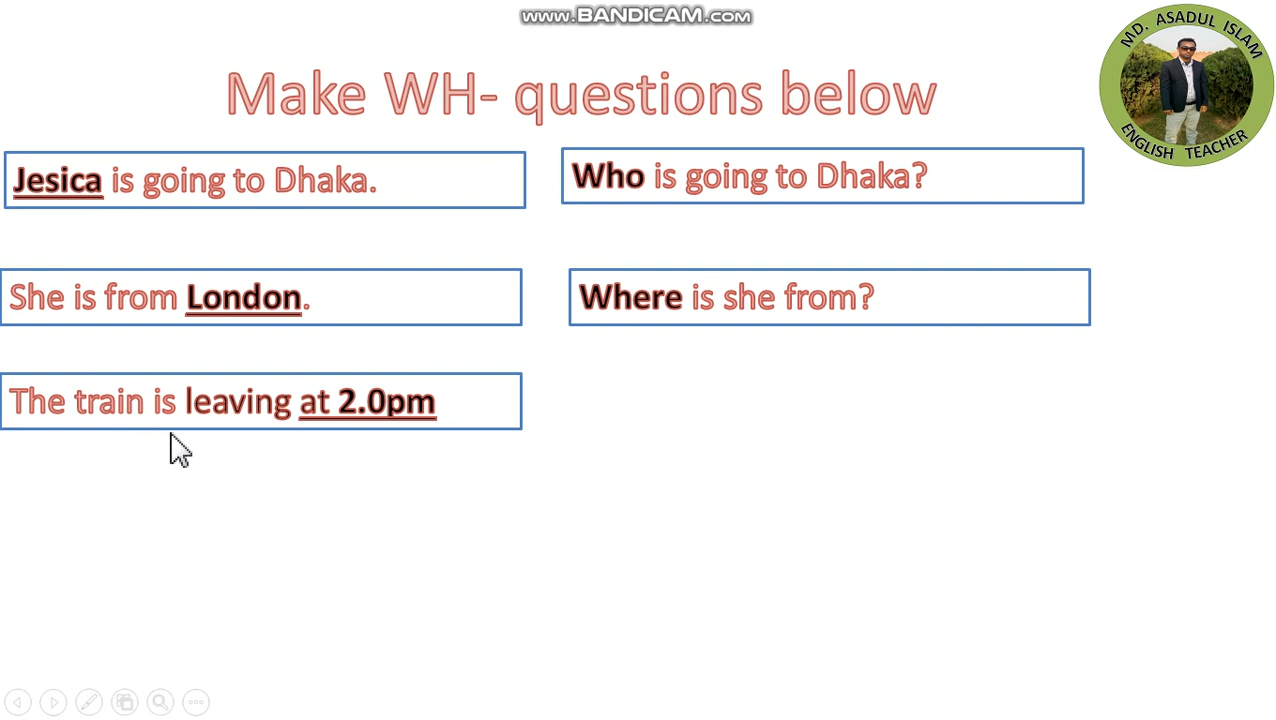 www.BANDICAM.com
MD. ASADUL ISLAM
ENGLISH TEACHER
Make WH- questions below
Jesica is going to Dhaka.
Who is going to Dhaka?
She is from London.
Where is she from?
The train is leaving at 2.0pm